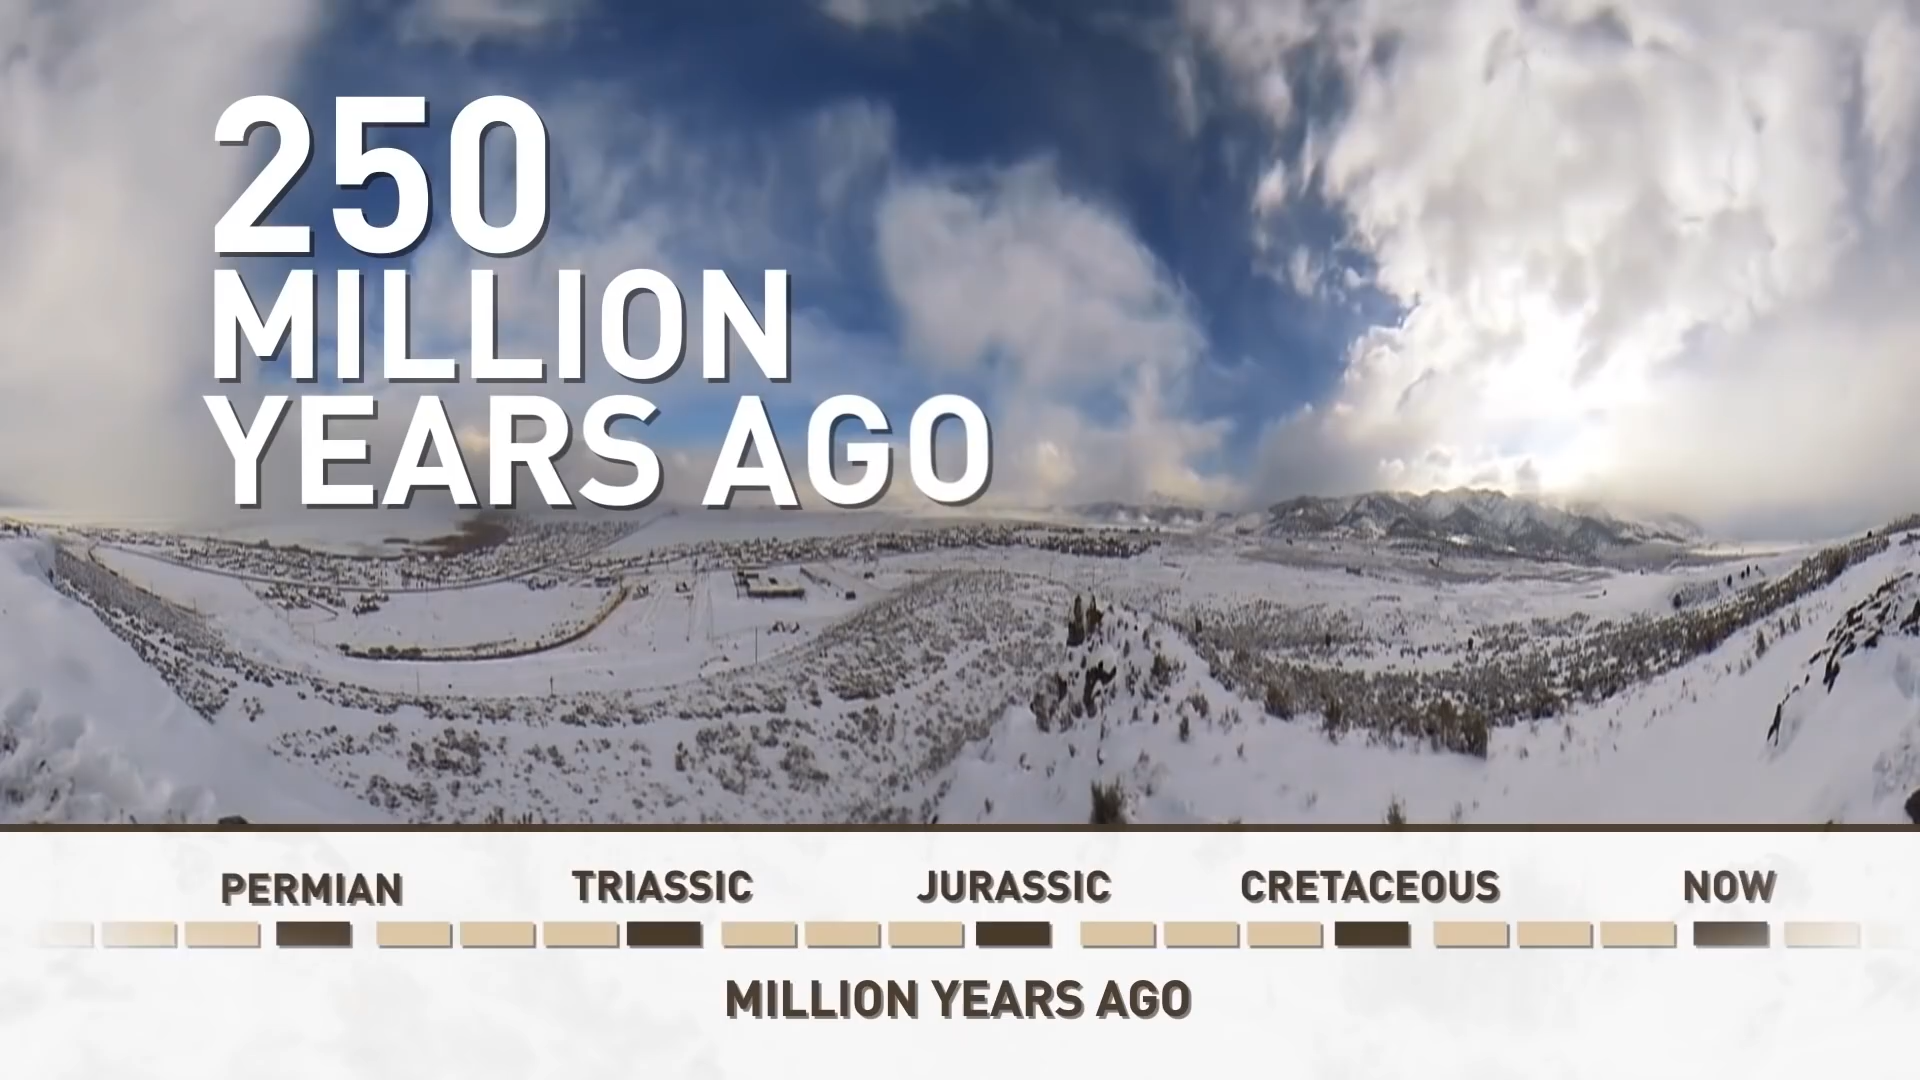 250
MILLION
YEARS AGO
PERMIAN TRIASSIC JURASSIC CRETACEOUS NOW
MILLION YEARS AGO